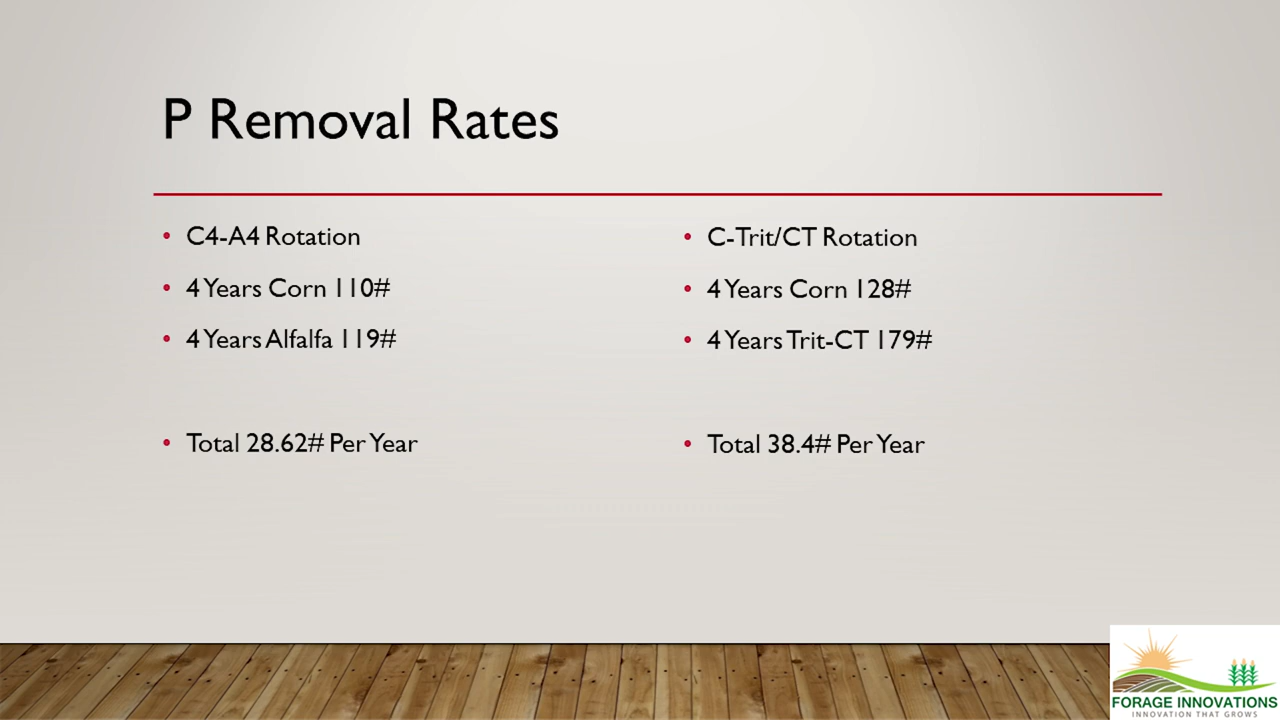 P Removal Rates
C4-A4 Rotation
4 Years Corn 110#
4 Years Alfalfa 119#
Total 28.62# Per Year
C-Trit/CT Rotation
4 Years Corn 128#
4 Years Trit-CT 179#
Total 38.4# Per Year
FORAGE INNOVATIONS
INNOVATION THAT GROWS